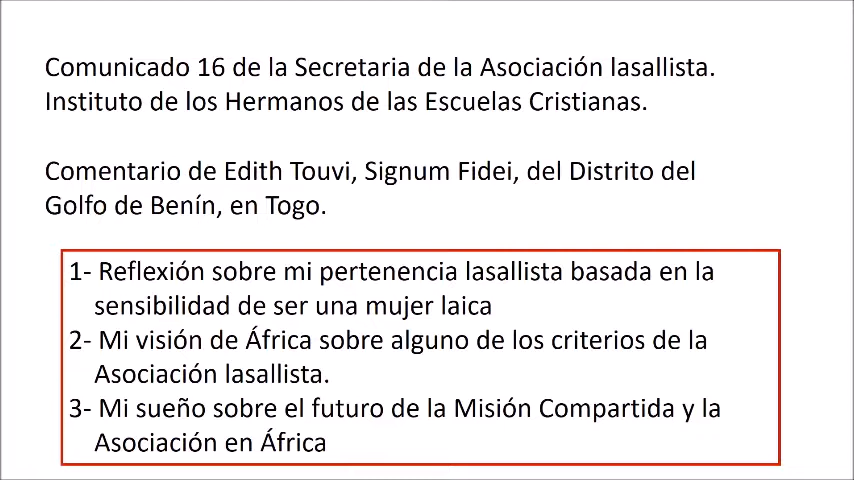 Comunicado 16 de la Secretaria de la Asociación lasallista.
Instituto de los Hermanos de las Escuelas Cristianas.
Comentario de Edith Touvi, Signum Fidei, del Distrito del
Golfo de Benín, en Togo.
1- Reflexión sobre mi pertenencia lasallista basada en la
sensibilidad de ser una mujer laica
2- Mi visión de África sobre alguno de los criterios de la
Asociación lasallista.
3- Mi sueño sobre el futuro de la Misión Compartida y la
Asociación en África